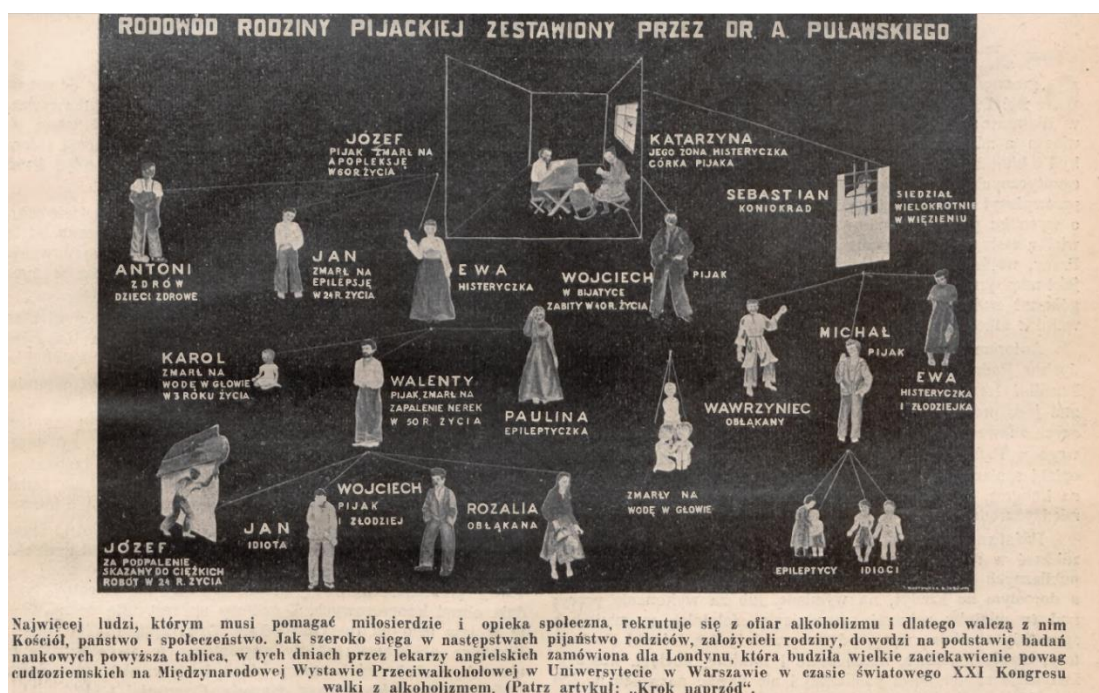 RODOWÓD RODZINY PIJACKIEJ ZESTAWIONY PRZEZ DR. A. PUŁAWSKIEGO
JÓZEF
PIJAK ZMARŁ NA
APOPLEKSJĘ
W 60 R. ŻYCIA
KATARZYNA
JEGO ŻONA HISTERYCZKA
CÓRKA PIJAKA
SEBASTIAN
KONIOKRAD
SIEDZIAŁ
WIELOKROTNIE
W WIĘZIENIU
ANTONI
ZDRÓW
DZIECI ZDROWE
JAN
ZMARŁ NA
EPILEPSJĘ
W 24 R. ŻYCIA
EWA
HISTERYCZKA
WOJCIECH
W BIJATYCE
ZABITY W 40 R. ŻYCIA
PIJAK
KAROL
ZMARŁ NA
WODĘ W GŁOWIE
W 3 ROKU ŻYCIA
WALENTY
PIJAK, ZMARŁ NA
ZAPALENIE NEREK
W 50 R. ŻYCIA
PAULINA
EPILEPTYCZKA
WAWRZYNIEC
OBŁĄKANY
MICHAŁ
PIJAK
EWA
HISTERYCZKA
I ZŁODZIEJKA
JÓZEF
ZA PODPALENIE
SKAZANY DO CIĘŻKICH
ROBÓT W 24 R. ŻYCIA
JAN
IDIOTA
WOJCIECH
PIJAK
I ZŁODZIEJ
ROZALIA
OBŁĄKANA
ZMARŁY NA
WODĘ W GŁOWIE
EPILEPTYCY
IDIOCI
Najwięcej ludzi, którym musi pomagać miłosierdzie i opieka społeczna, rekrutuje się z ofiar alkoholizmu i dlatego walczą z nim
Kościół, państwo i społeczeństwo. Jak szeroko sięga w następstwach pijaństwo rodziców, założycieli rodziny, dowodzi na podstawie badań
naukowych powyższa tablica, w tych dniach przez lekarzy angielskich zamówiona dla Londynu, która budziła wielkie zaciekawienie powag
cudzoziemskich na Międzynarodowej Wystawie Przeciwalkoholowej w Uniwersytecie w Warszawie w czasie światowego XXI Kongresu
walki z alkoholizmem. (Patrz artykuł: „Krok naprzód".